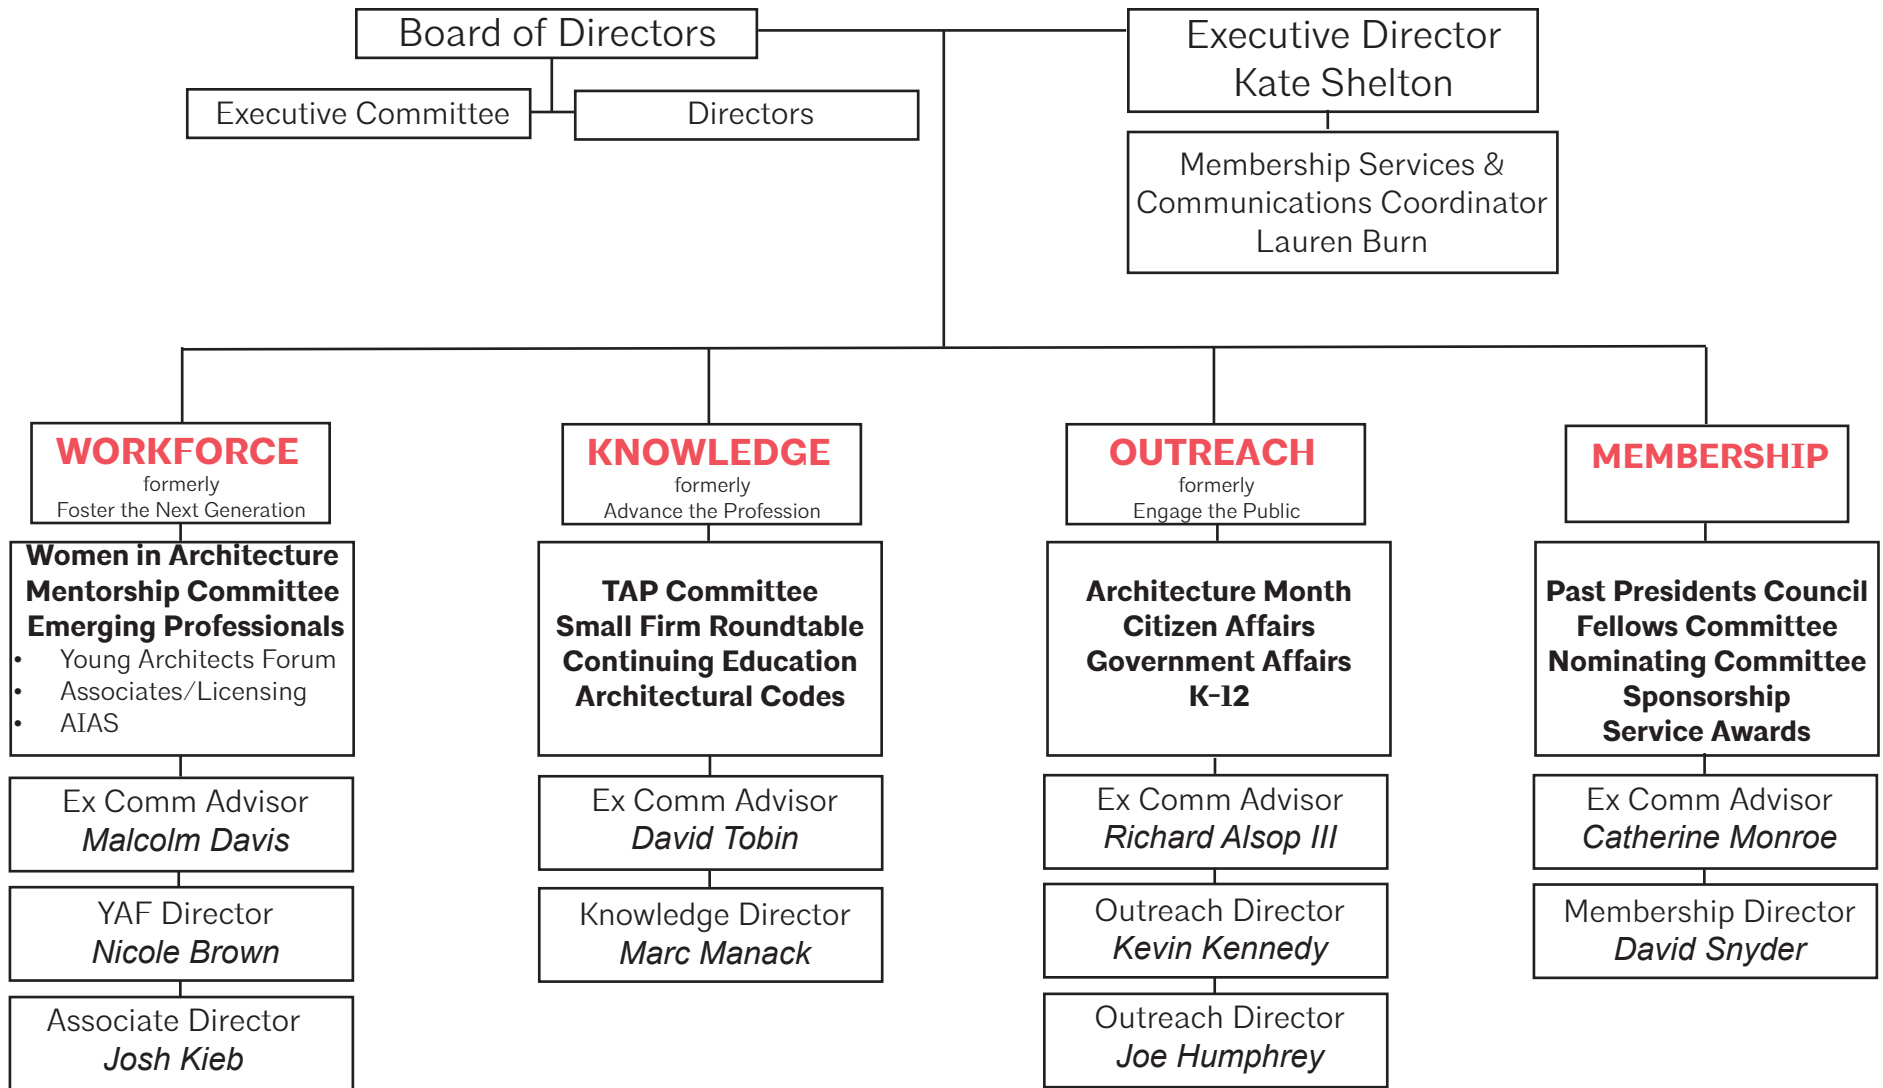 Board of Directors
Executive Director
Kate Shelton
Executive Committee
Directors
Membership Services &
Communications Coordinator
Lauren Burn
WORKFORCE
formerly
Foster the Next Generation
Women in Architecture
Mentorship Committee
Emerging Professionals
• Young Architects Forum
• Associates/Licensing
• AIAS
Ex Comm Advisor
Malcolm Davis
YAF Director
Nicole Brown
Associate Director
Josh Kieb
KNOWLEDGE
formerly
Advance the Profession
TAP Committee
Small Firm Roundtable
Continuing Education
Architectural Codes
Ex Comm Advisor
David Tobin
Knowledge Director
Marc Manack
OUTREACH
formerly
Engage the Public
Architecture Month
Citizen Affairs
Government Affairs
K-12
Ex Comm Advisor
Richard Alsop III
Outreach Director
Kevin Kennedy
Outreach Director
Joe Humphrey
MEMBERSHIP
Past Presidents Council
Fellows Committee
Nominating Committee
Sponsorship
Service Awards
Ex Comm Advisor
Catherine Monroe
Membership Director
David Snyder